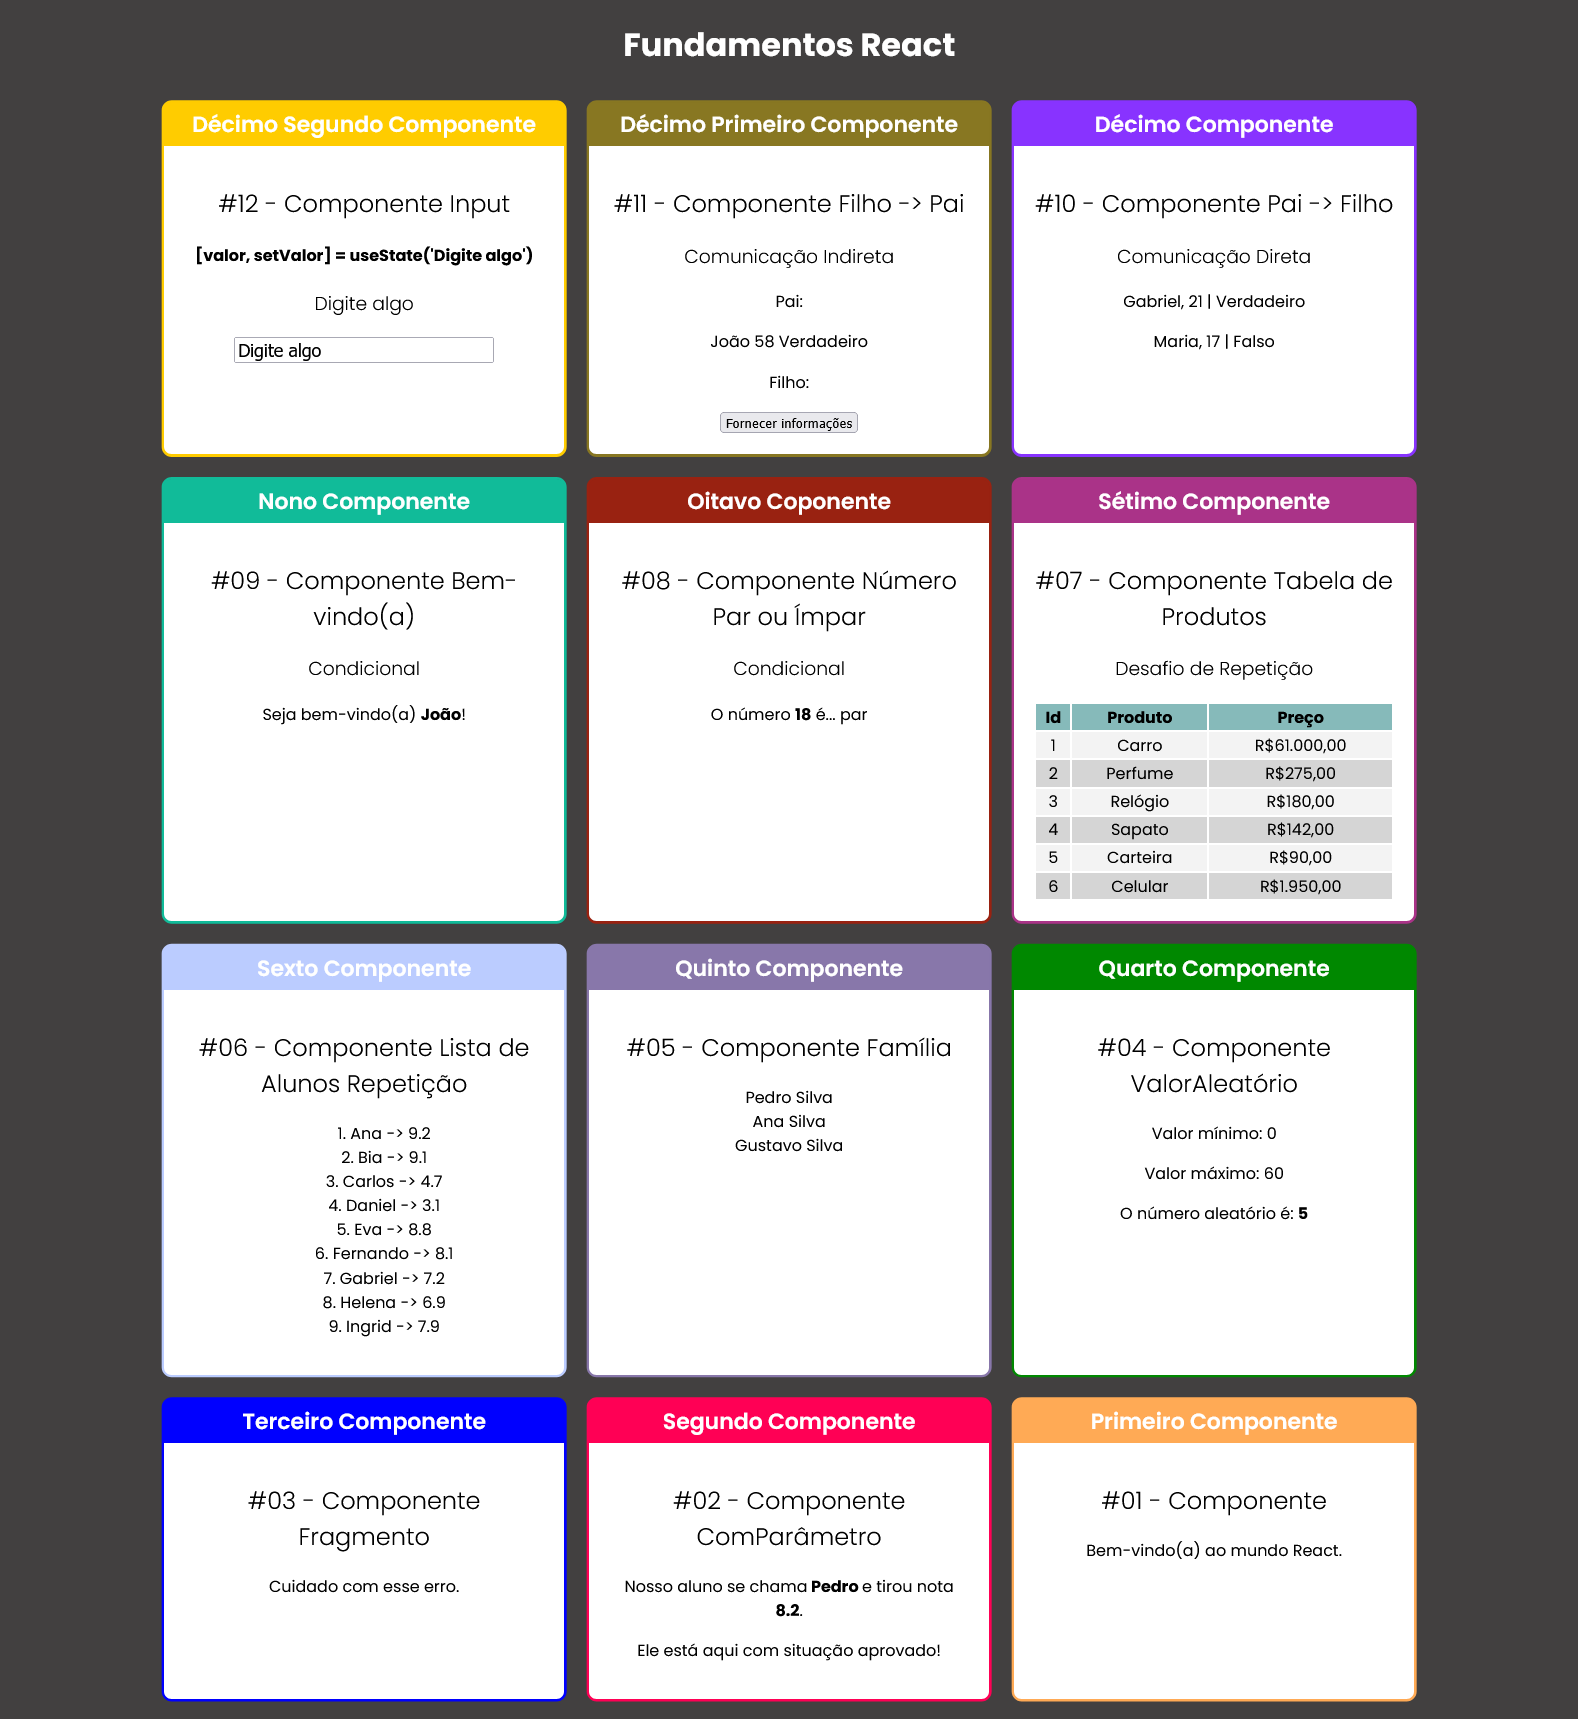 Fundamentos React
Décimo Segundo Componente
#12 - Componente Input
[valor, setValor] = useState('Digite algo')
Digite algo
Digite algo
Décimo Primeiro Componente
#11 - Componente Filho -> Pai
Comunicação Indireta
Pai:
João 58 Verdadeiro
Filho:
Fornecer informações
Décimo Componente
#10 - Componente Pai -> Filho
Comunicação Direta
Gabriel, 21 | Verdadeiro
Maria, 17 | Falso
Nono Componente
#09 - Componente Bem-
vindo(a)
Condicional
Seja bem-vindo(a) João!
Oitavo Coponente
#08 - Componente Número
Par ou Ímpar
Condicional
O número 18 é... par
Sétimo Componente
#07 - Componente Tabela de
Produtos
Desafio de Repetição
Id Produto Preço
1 Carro R$61.000,00
2 Perfume R$275,00
3 Relógio R$180,00
4 Sapato R$142,00
5 Carteira R$90,00
6 Celular R$1.950,00
Sexto Componente
#06 - Componente Lista de
Alunos Repetição
1. Ana -> 9.2
2. Bia -> 9.1
3. Carlos -> 4.7
4. Daniel -> 3.1
5. Eva -> 8.8
6. Fernando -> 8.1
7. Gabriel -> 7.2
8. Helena -> 6.9
9. Ingrid -> 7.9
Quinto Componente
#05 - Componente Família
Pedro Silva
Ana Silva
Gustavo Silva
Quarto Componente
#04 - Componente
ValorAleatório
Valor mínimo: 0
Valor máximo: 60
O número aleatório é: 5
Terceiro Componente
#03 - Componente
Fragmento
Cuidado com esse erro.
Segundo Componente
#02 - Componente
ComParâmetro
Nosso aluno se chama Pedro e tirou nota
8.2.
Ele está aqui com situação aprovado!
Primeiro Componente
#01 - Componente
Bem-vindo(a) ao mundo React.